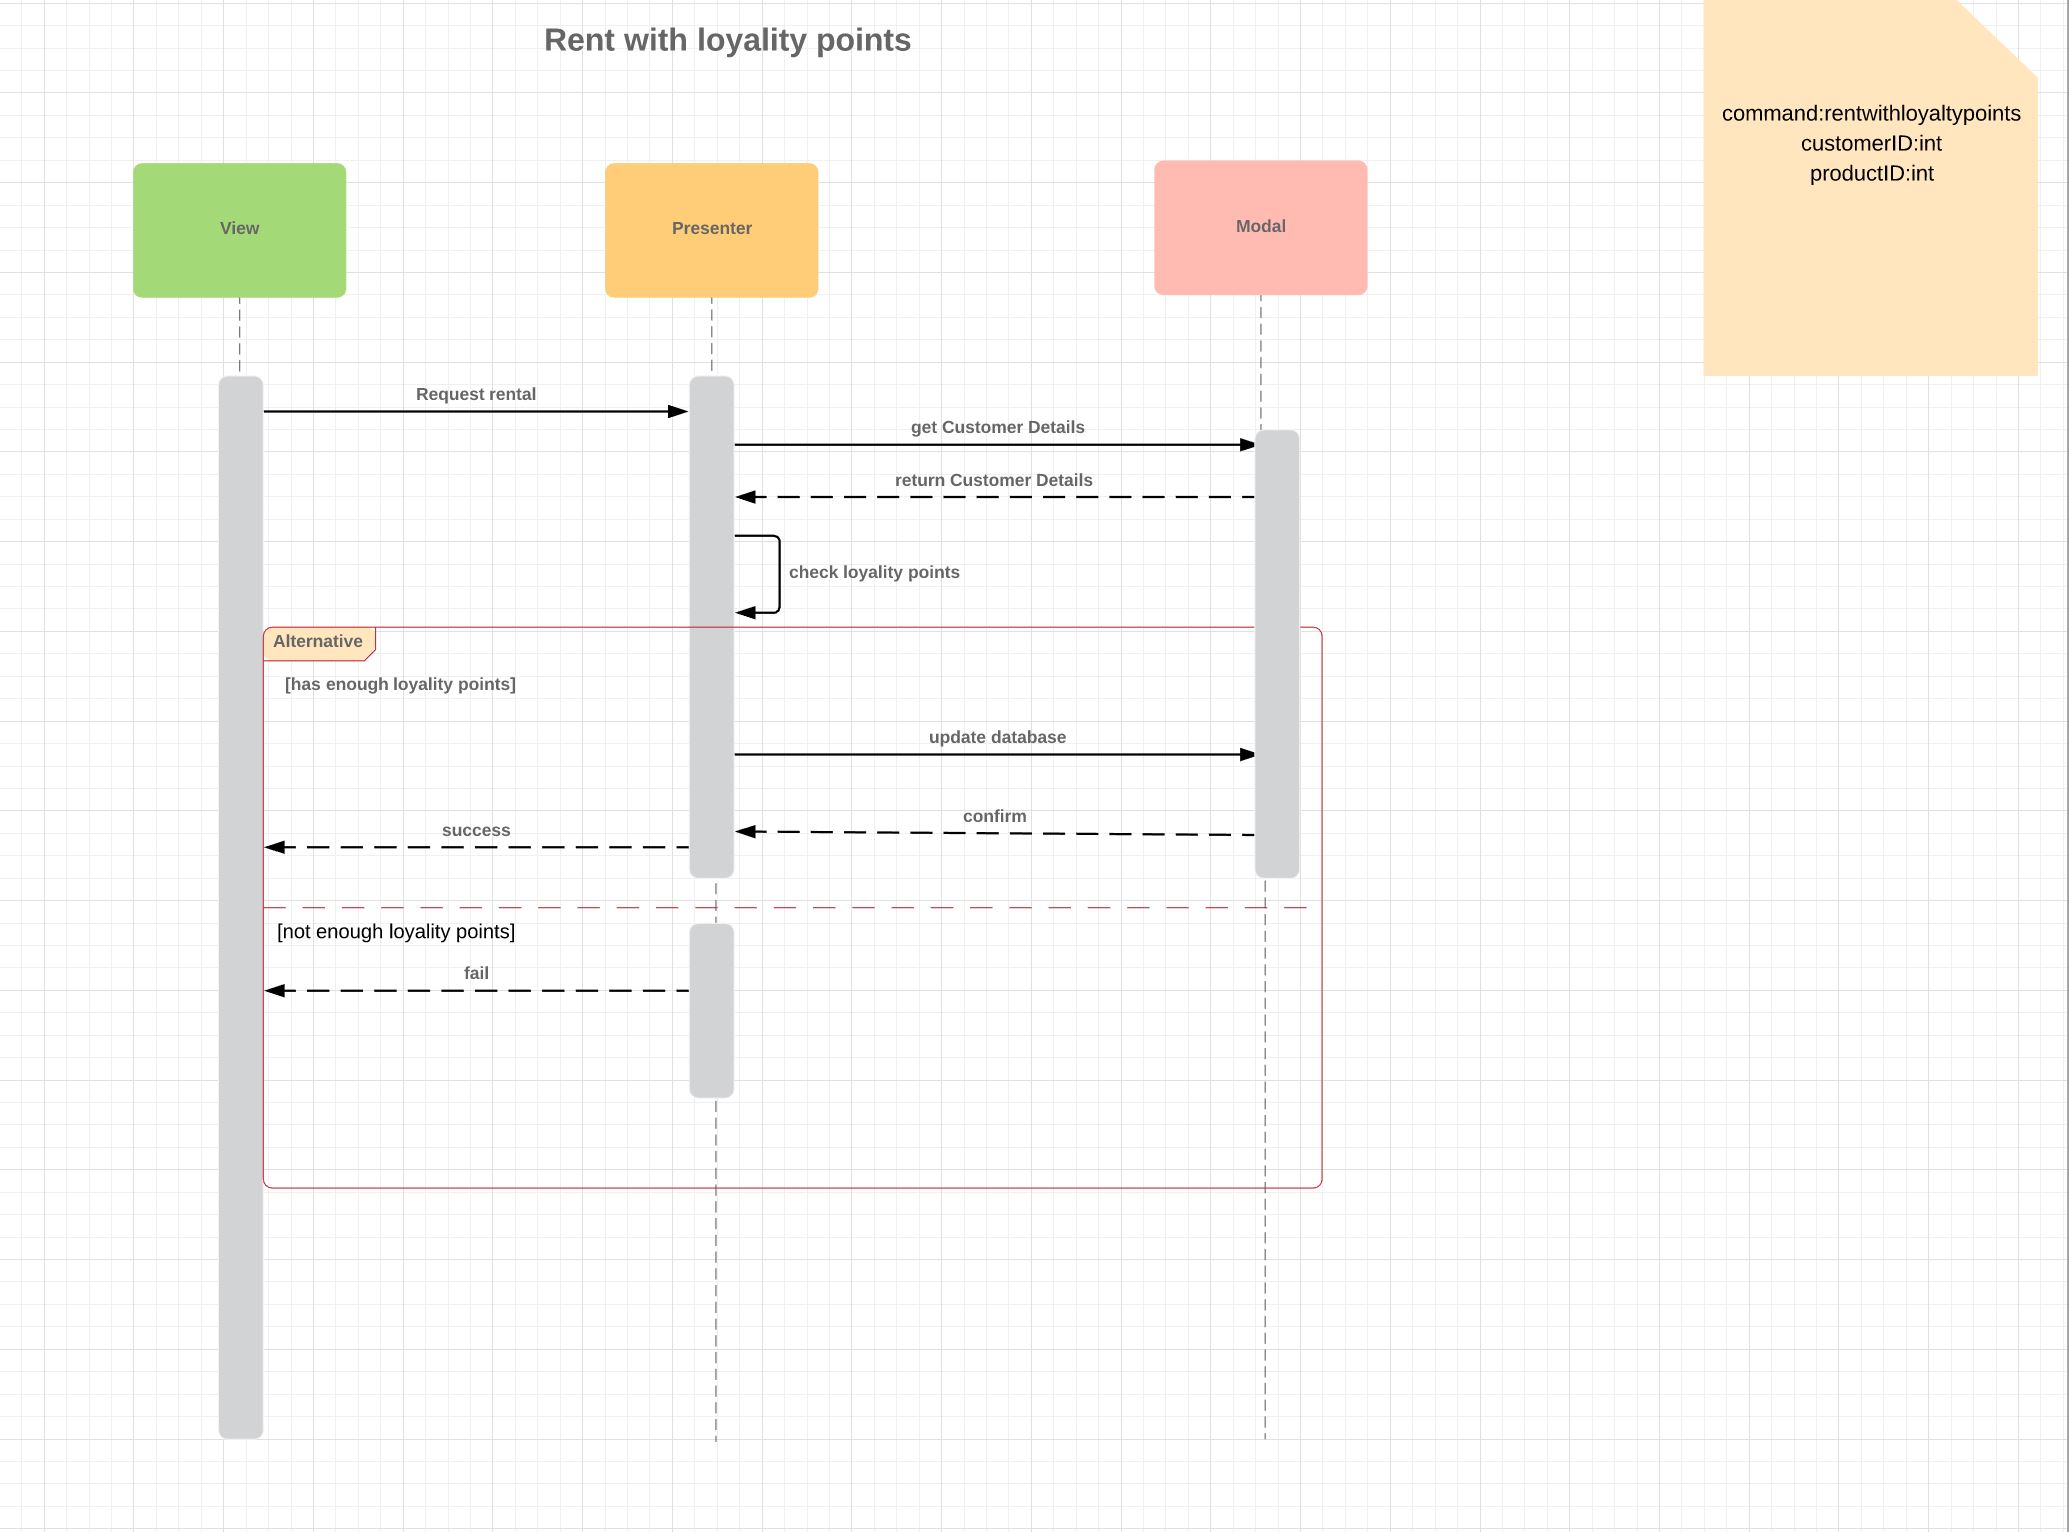 Rent with loyality points
command:rentwithloyaltypoints
customerID:int
productID:int
View
Presenter
Modal
Request rental
get Customer Details
return Customer Details
check loyality points
Alternative
[has enough loyality points]
update database
confirm
success
[not enough loyality points]
fail